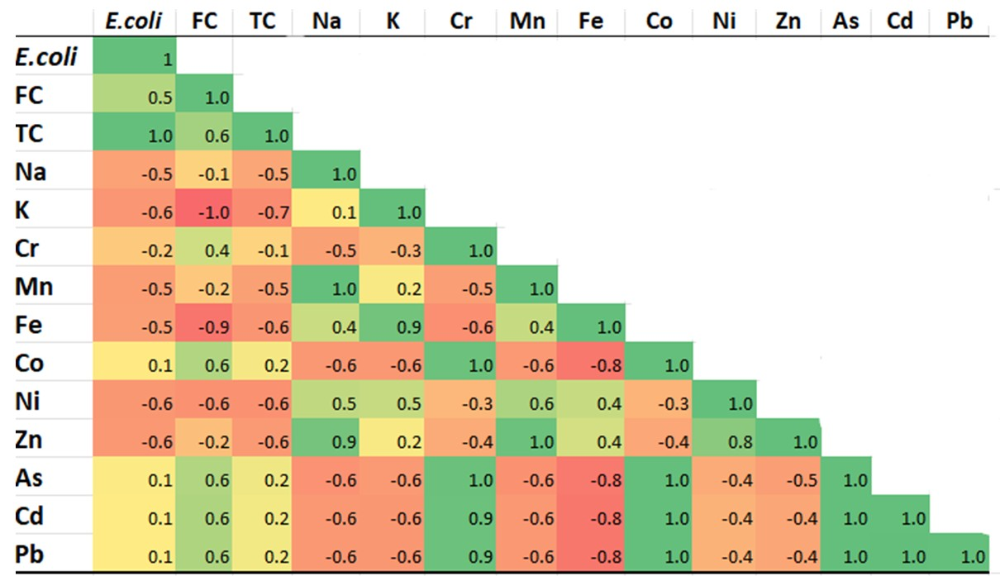 E.coli FC TC Na K Cr Mn Fe Co Ni Zn As Cd Pb
E.coli 1
FC 0.5 1.0
TC 1.0 0.6 1.0
Na -0.5 -0.1 -0.5 1.0
K -0.6 -1.0 -0.7 0.1 1.0
Cr -0.2 0.4 -0.1 -0.5 -0.3 1.0
Mn -0.5 -0.2 -0.5 1.0 0.2 -0.5 1.0
Fe -0.5 -0.9 -0.6 0.4 0.9 -0.6 0.4 1.0
Co 0.1 0.6 0.2 -0.6 -0.6 1.0 -0.6 -0.8 1.0
Ni -0.6 -0.6 -0.6 0.5 0.5 -0.3 0.6 0.4 -0.3 1.0
Zn -0.6 -0.2 -0.6 0.9 0.2 -0.4 1.0 0.4 -0.4 0.8 1.0
As 0.1 0.6 0.2 -0.6 -0.6 1.0 -0.6 -0.8 1.0 -0.4 -0.5 1.0
Cd 0.1 0.6 0.2 -0.6 -0.6 0.9 -0.6 -0.8 1.0 -0.4 -0.4 1.0 1.0
Pb 0.1 0.6 0.2 -0.6 -0.6 0.9 -0.6 -0.8 1.0 -0.4 -0.4 1.0 1.0 1.0